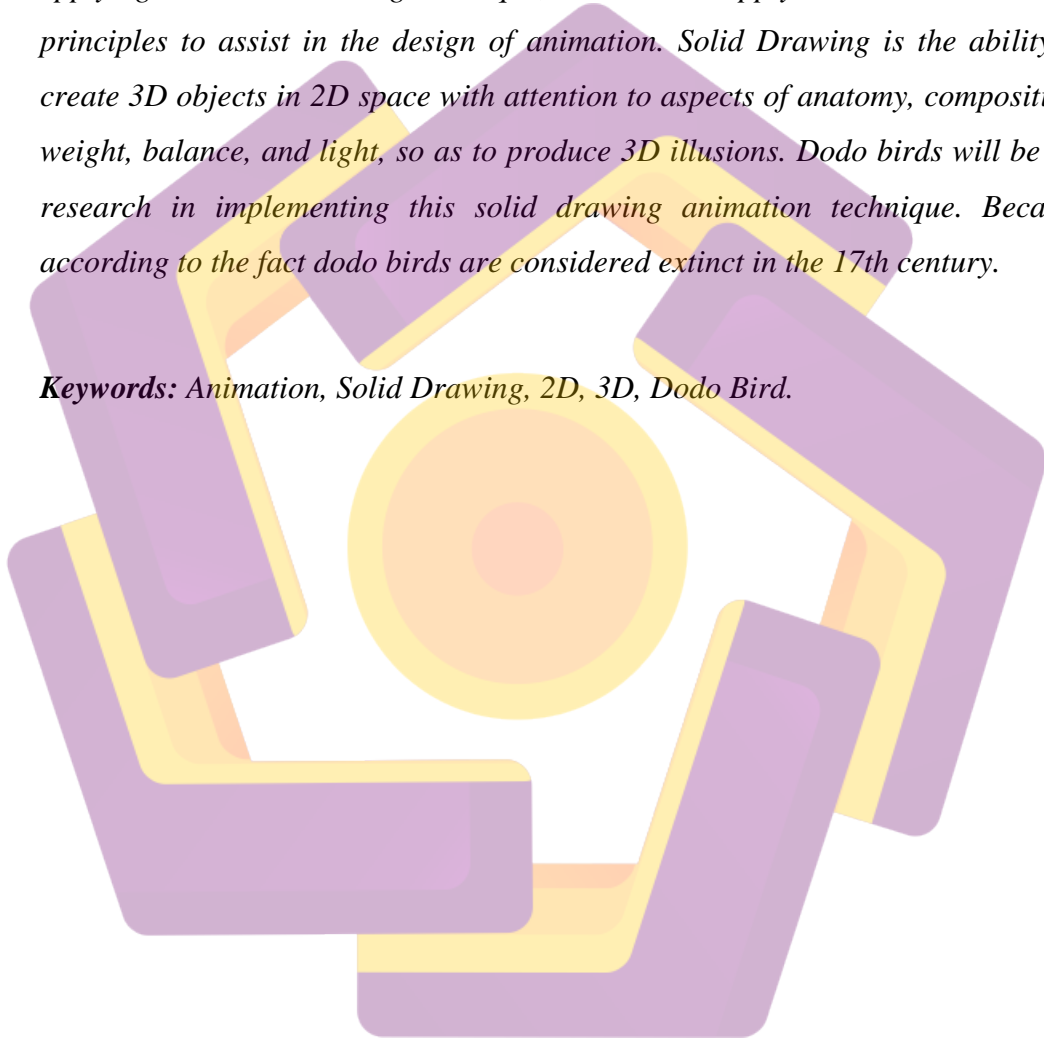 principles to assist in the design of animation. Solid Drawing is the ability
create 3D objects in 2D space with attention to aspects of anatomy, compositi
weight, balance, and light, so as to produce 3D illusions. Dodo birds will be
research in implementing this solid drawing animation technique. Beca
according to the fact dodo birds are considered extinct in the 17th century.
Keywords: Animation, Solid Drawing, 2D, 3D, Dodo Bird.